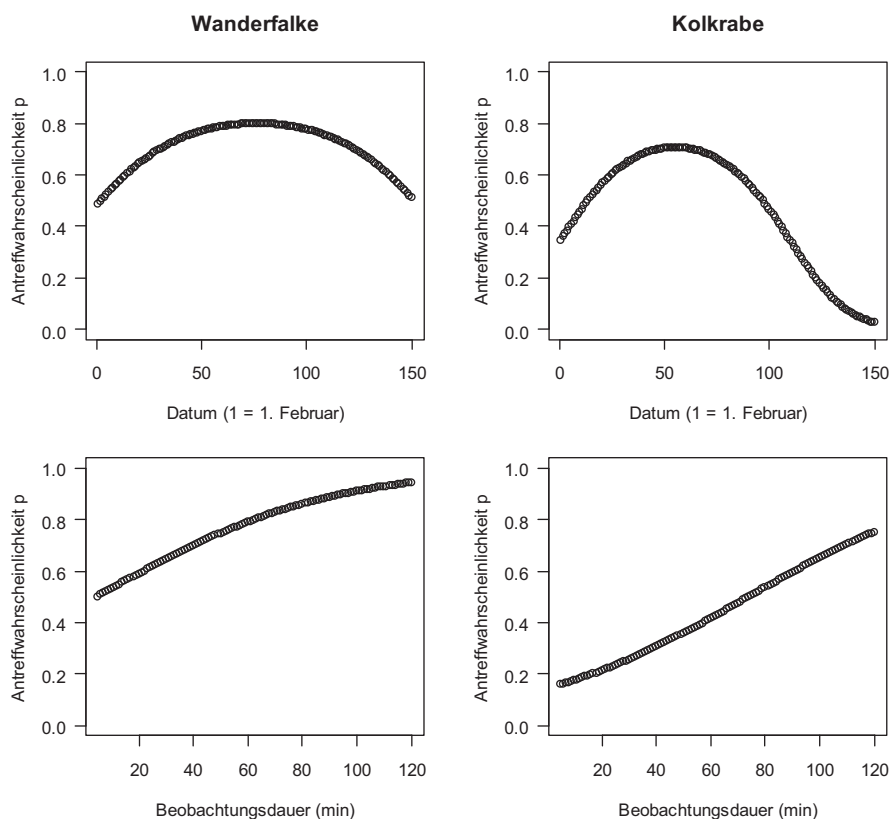 Wanderfalke
Kolkrabe
Antreffwahrscheinlichkeit p
1.0
0.8
0.6
0.4
0.2
0.0
0 50 100 150
Datum (1 = 1. Februar)
Antreffwahrscheinlichkeit p
1.0
0.8
0.6
0.4
0.2
0.0
0 50 100 150
Datum (1 = 1. Februar)
Antreffwahrscheinlichkeit p
1.0
0.8
0.6
0.4
0.2
0.0
20 40 60 80 100 120
Beobachtungsdauer (min)
Antreffwahrscheinlichkeit p
1.0
0.8
0.6
0.4
0.2
0.0
20 40 60 80 100 120
Beobachtungsdauer (min)